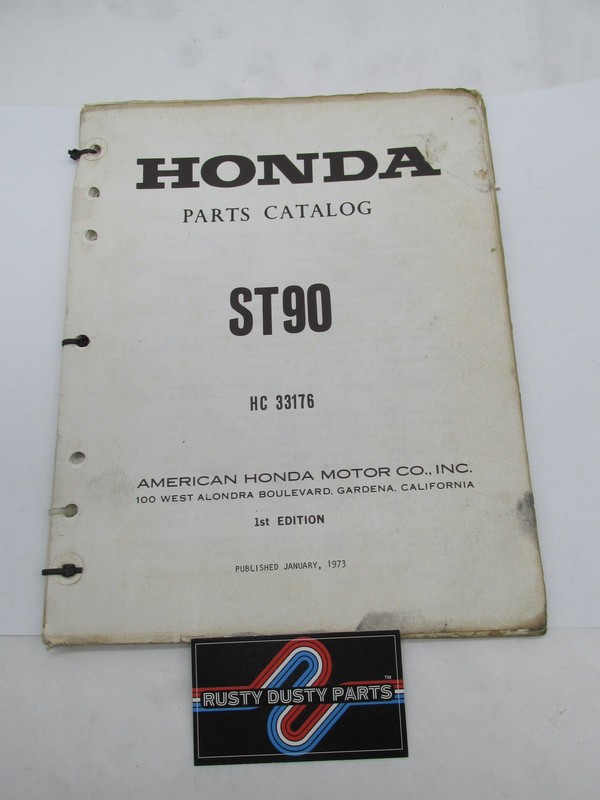 HONDA
PARTS CATALOG
ST90
HC 33176
AMERICAN HONDA MOTOR CO., INC.
100 WEST ALONDRA BOULEVARD, GARDENA, CALIFORNIA
1st EDITION
PUBLISHED JANUARY, 1973
RUSTY DUSTY PARTS™